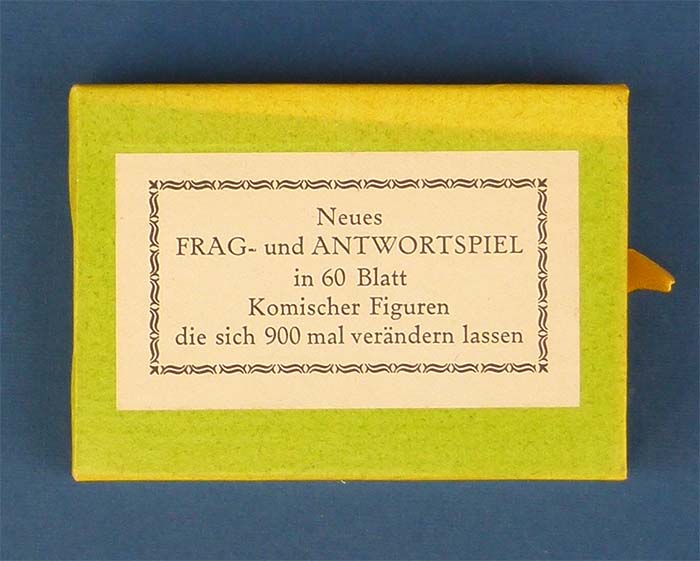 Neues
FRAG- und ANTWORTSPIEL
in 60 Blatt
Komischer Figuren
die sich 900 mal verändern lassen